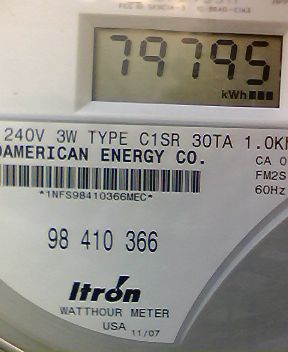 79795
kWh
240V 3W TYPE C1SR 30TA 1.0Kh
AMERICAN ENERGY CO.
CA 0
FM2S
60Hz
*1NFS98410366MEC*
98 410 366
Itron
WATTHOUR METER
USA 11/07